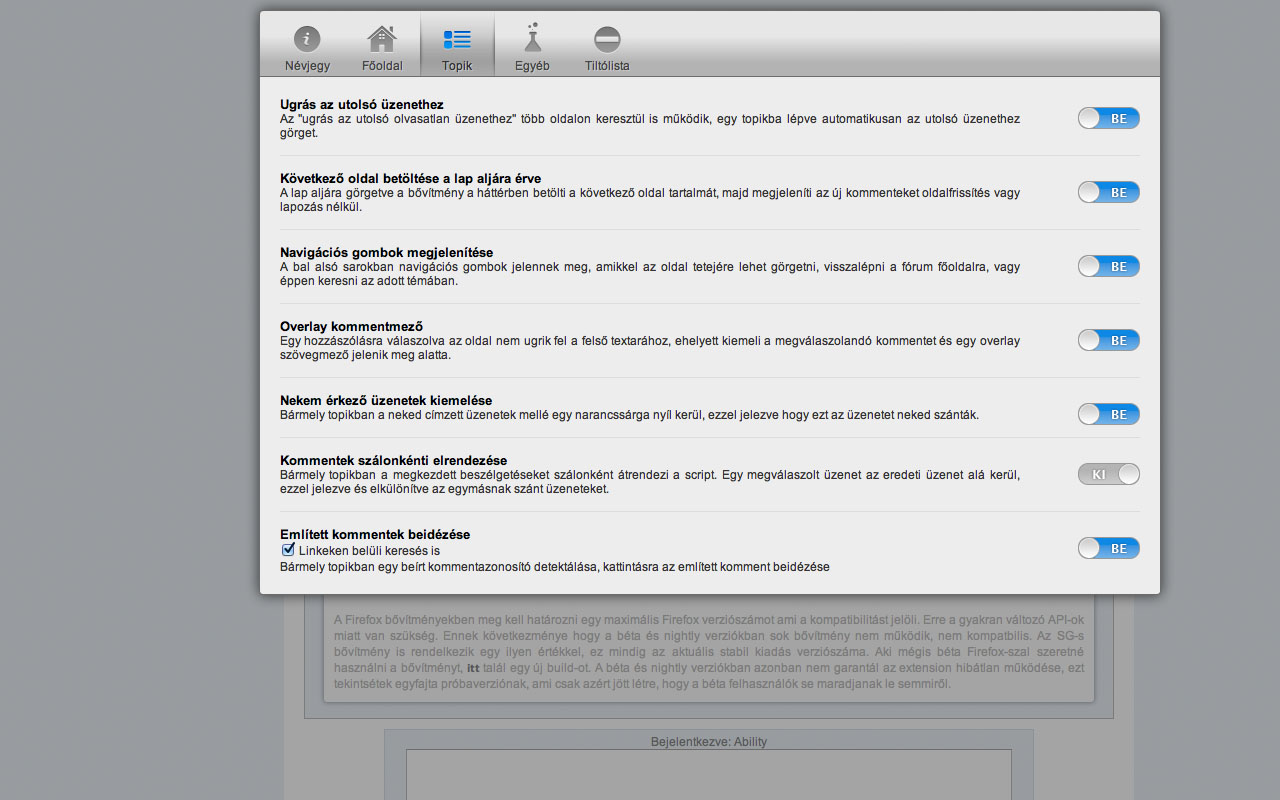 Névjegy
Főoldal
Topik
Egyéb
Tiltólista
Ugrás az utolsó üzenethez
Az "ugrás az utolsó olvasatlan üzenethez" több oldalon keresztül is működik, egy topikba lépve automatikusan az utolsó üzenethez
görget.
BE
Következő oldal betöltése a lap aljára érve
A lap aljára görgetve a bővítmény a háttérben betölti a következő oldal tartalmát, majd megjeleníti az új kommenteket oldalfrissítés vagy
lapozás nélkül.
BE
Navigációs gombok megjelenítése
A bal alsó sarokban navigációs gombok jelennek meg, amikkel az oldal tetejére lehet görgetni, visszalépni a fórum főoldalra, vagy
éppen keresni az adott témában.
BE
Overlay kommentmező
Egy hozzászólásra válaszolva az oldal nem ugrik fel a felső textarához, ehelyett kiemeli a megválaszolandó kommentet és egy overlay
szövegmező jelenik meg alatta.
BE
Nekem érkező üzenetek kiemelése
Bármely topikban a neked címzett üzenetek mellé egy narancssárga nyíl kerül, ezzel jelezve hogy ezt az üzenetet neked szánták.
BE
Kommentek szálonkénti elrendezése
Bármely topikban a megkezdett beszélgetéseket szálonként átrendezi a script. Egy megválaszolt üzenet az eredeti üzenet alá kerül,
ezzel jelezve és elkülönítve az egymásnak szánt üzeneteket.
KI
Említett kommentek beidézése
Linkeken belüli keresés is
Bármely topikban egy beírt kommentazonosító detektálása, kattintásra az említett komment beidézése
BE
A Firefox bővítményekben meg kell határozni egy maximális Firefox verziószámot ami a kompatibilitást jelöli. Erre a gyakran változó API-ok
miatt van szükség. Ennek következménye hogy a béta és nightly verziókban sok bővítmény nem működik, nem kompatbilis. Az SG-s
bővítmény is rendelkezik egy ilyen értékkel, ez mindig az aktuális stabil kiadás verziószáma. Aki mégis béta Firefox-szal szeretné
használni a bővítményt, itt talál egy új build-ot. A béta és nightly verziókban azonban nem garantál az extension hibátlan működése, ezt
tekintsétek egyfajta próbaverziónak, ami csak azért jött létre, hogy a béta felhasználók se maradjanak le semmiről.
Bejelentkezve: Ability